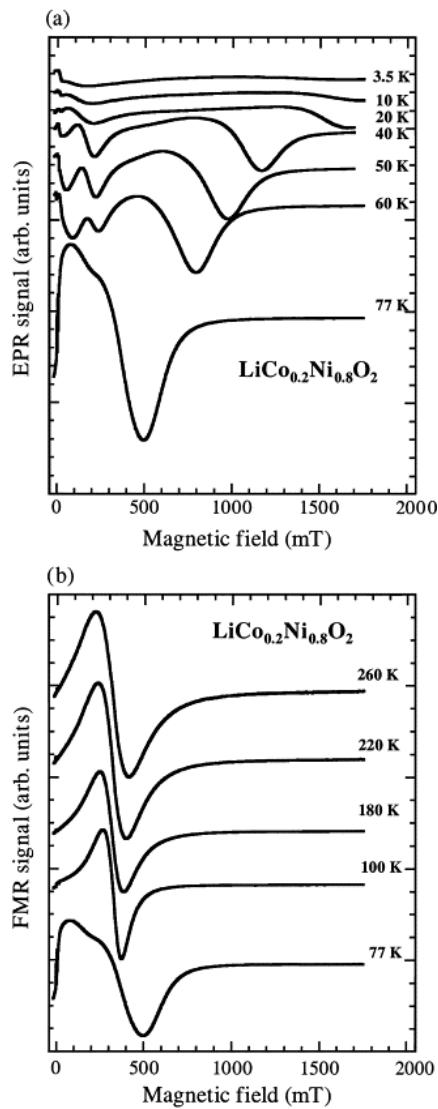 (a)
3.5 K
10 K
20 K
40 K
50 K
60 K
77 K
LiCo₀.₂Ni₀.₈O₂
EPR signal (arb. units)
0 500 1000 1500 2000
Magnetic field (mT)
(b)
LiCo₀.₂Ni₀.₈O₂
260 K
220 K
180 K
100 K
77 K
FMR signal (arb. units)
0 500 1000 1500 2000
Magnetic field (mT)